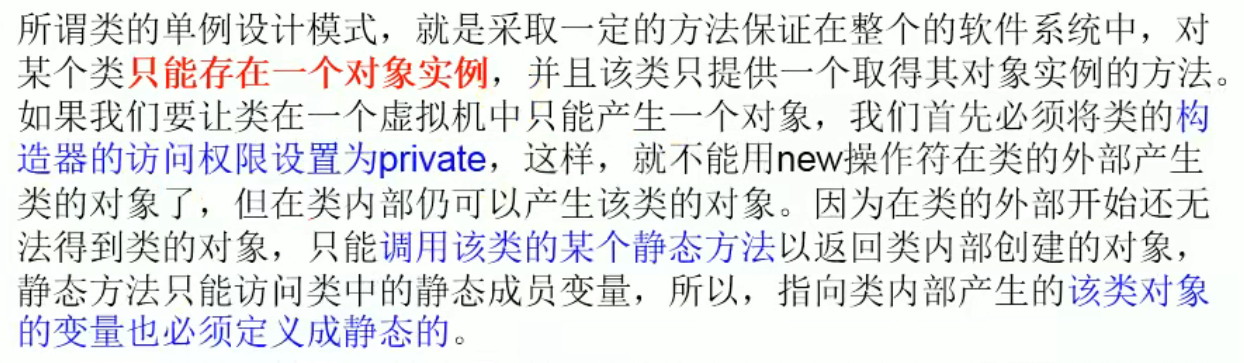 所谓类的单例设计模式，就是采取一定的方法保证在整个的软件系统中，对
某个类只能存在一个对象实例，并且该类只提供一个取得其对象实例的方法。
如果我们要让类在一个虚拟机中只能产生一个对象，我们首先必须将类的构
造器的访问权限设置为private，这样，就不能用new操作符在类的外部产生
类的对象了，但在类内部仍可以产生该类的对象。因为在类的外部开始还无
法得到类的对象，只能调用该类的某个静态方法以返回类内部创建的对象，
静态方法只能访问类中的静态成员变量，所以，指向类内部产生的该类对象
的变量也必须定义成静态的。